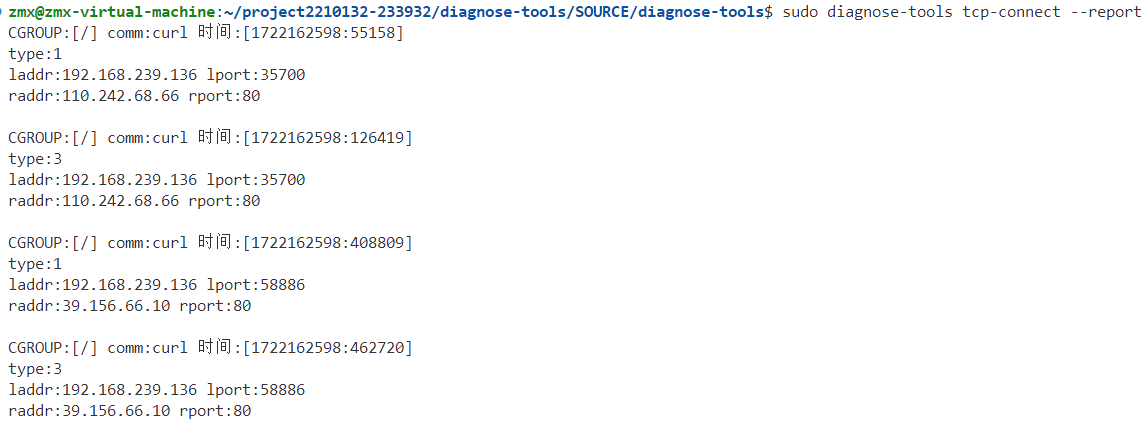 zmx@zmx-virtual-machine:~/project2210132-233932/diagnose-tools/SOURCE/diagnose-tools$ sudo diagnose-tools tcp-connect --report
CGROUP:[/] comm:curl 时间:[1722162598:55158]
type:1
laddr:192.168.239.136 lport:35700
raddr:110.242.68.66 rport:80
CGROUP:[/] comm:curl 时间:[1722162598:126419]
type:3
laddr:192.168.239.136 lport:35700
raddr:110.242.68.66 rport:80
CGROUP:[/] comm:curl 时间:[1722162598:408809]
type:1
laddr:192.168.239.136 lport:58886
raddr:39.156.66.10 rport:80
CGROUP:[/] comm:curl 时间:[1722162598:462720]
type:3
laddr:192.168.239.136 lport:58886
raddr:39.156.66.10 rport:80